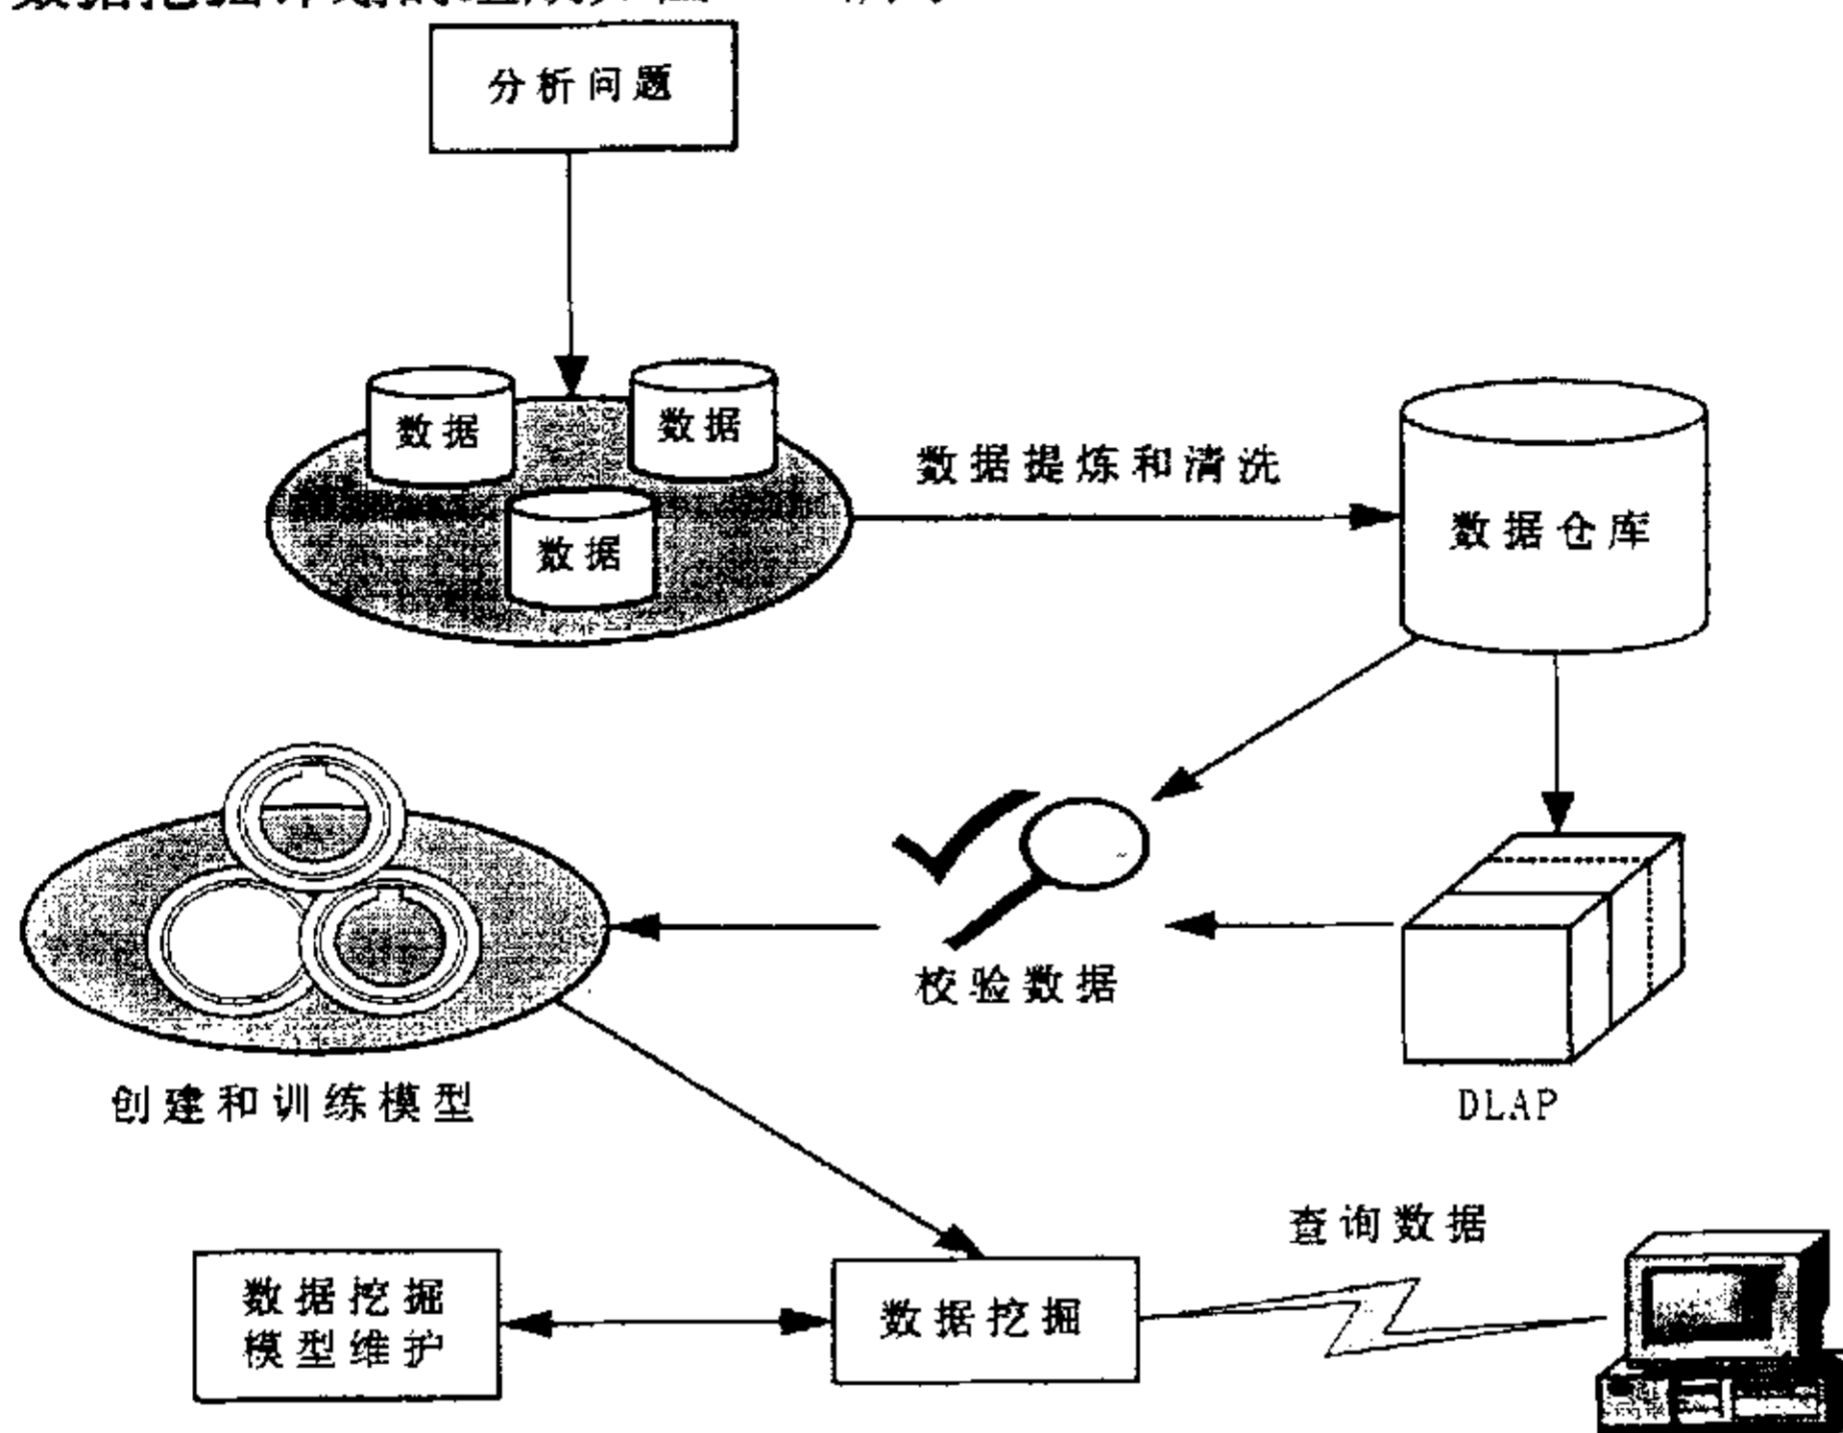 分析问题
数据
数据
数据
数据提炼和清洗
数据仓库
校验数据
创建和训练模型
DLAP
查询数据
数据挖掘
模型维护
数据挖掘